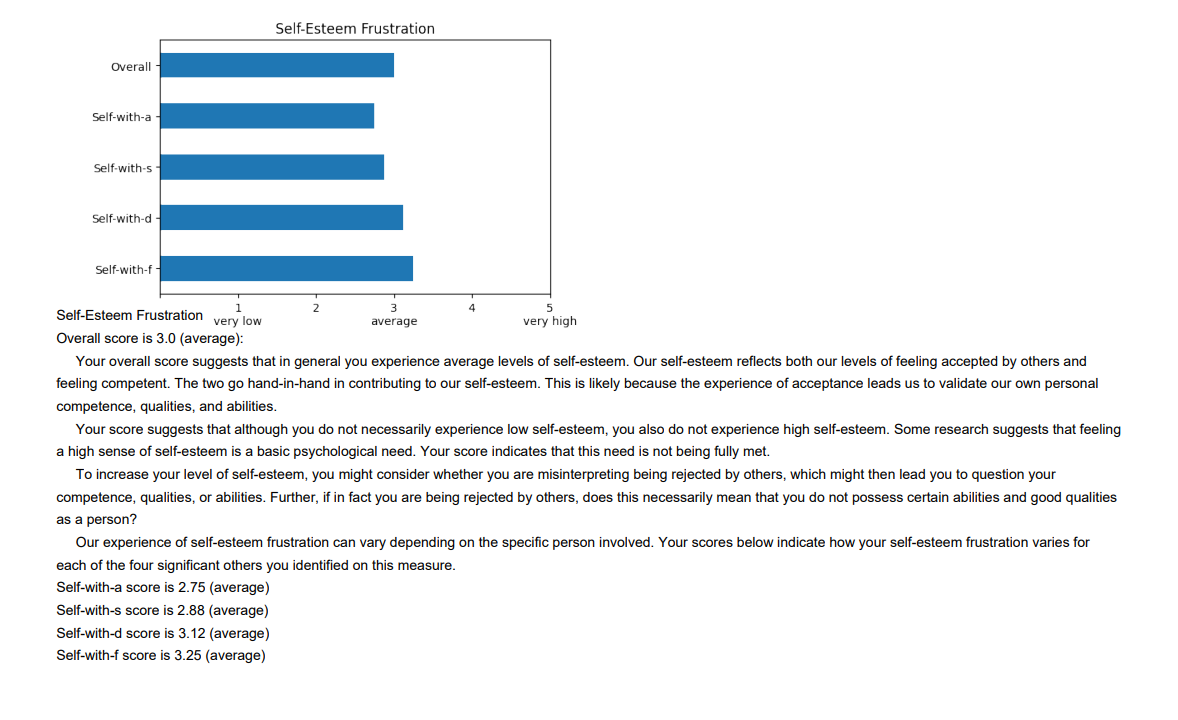 Self-Esteem Frustration
Overall
Self-with-a
Self-with-s
Self-with-d
Self-with-f
1 2 3 4 5
very low average very high
Self-Esteem Frustration
Overall score is 3.0 (average):
Your overall score suggests that in general you experience average levels of self-esteem. Our self-esteem reflects both our levels of feeling accepted by others and
feeling competent. The two go hand-in-hand in contributing to our self-esteem. This is likely because the experience of acceptance leads us to validate our own personal
competence, qualities, and abilities.
Your score suggests that although you do not necessarily experience low self-esteem, you also do not experience high self-esteem. Some research suggests that feeling
a high sense of self-esteem is a basic psychological need. Your score indicates that this need is not being fully met.
To increase your level of self-esteem, you might consider whether you are misinterpreting being rejected by others, which might then lead you to question your
competence, qualities, or abilities. Further, if in fact you are being rejected by others, does this necessarily mean that you do not possess certain abilities and good qualities
as a person?
Our experience of self-esteem frustration can vary depending on the specific person involved. Your scores below indicate how your self-esteem frustration varies for
each of the four significant others you identified on this measure.
Self-with-a score is 2.75 (average)
Self-with-s score is 2.88 (average)
Self-with-d score is 3.12 (average)
Self-with-f score is 3.25 (average)